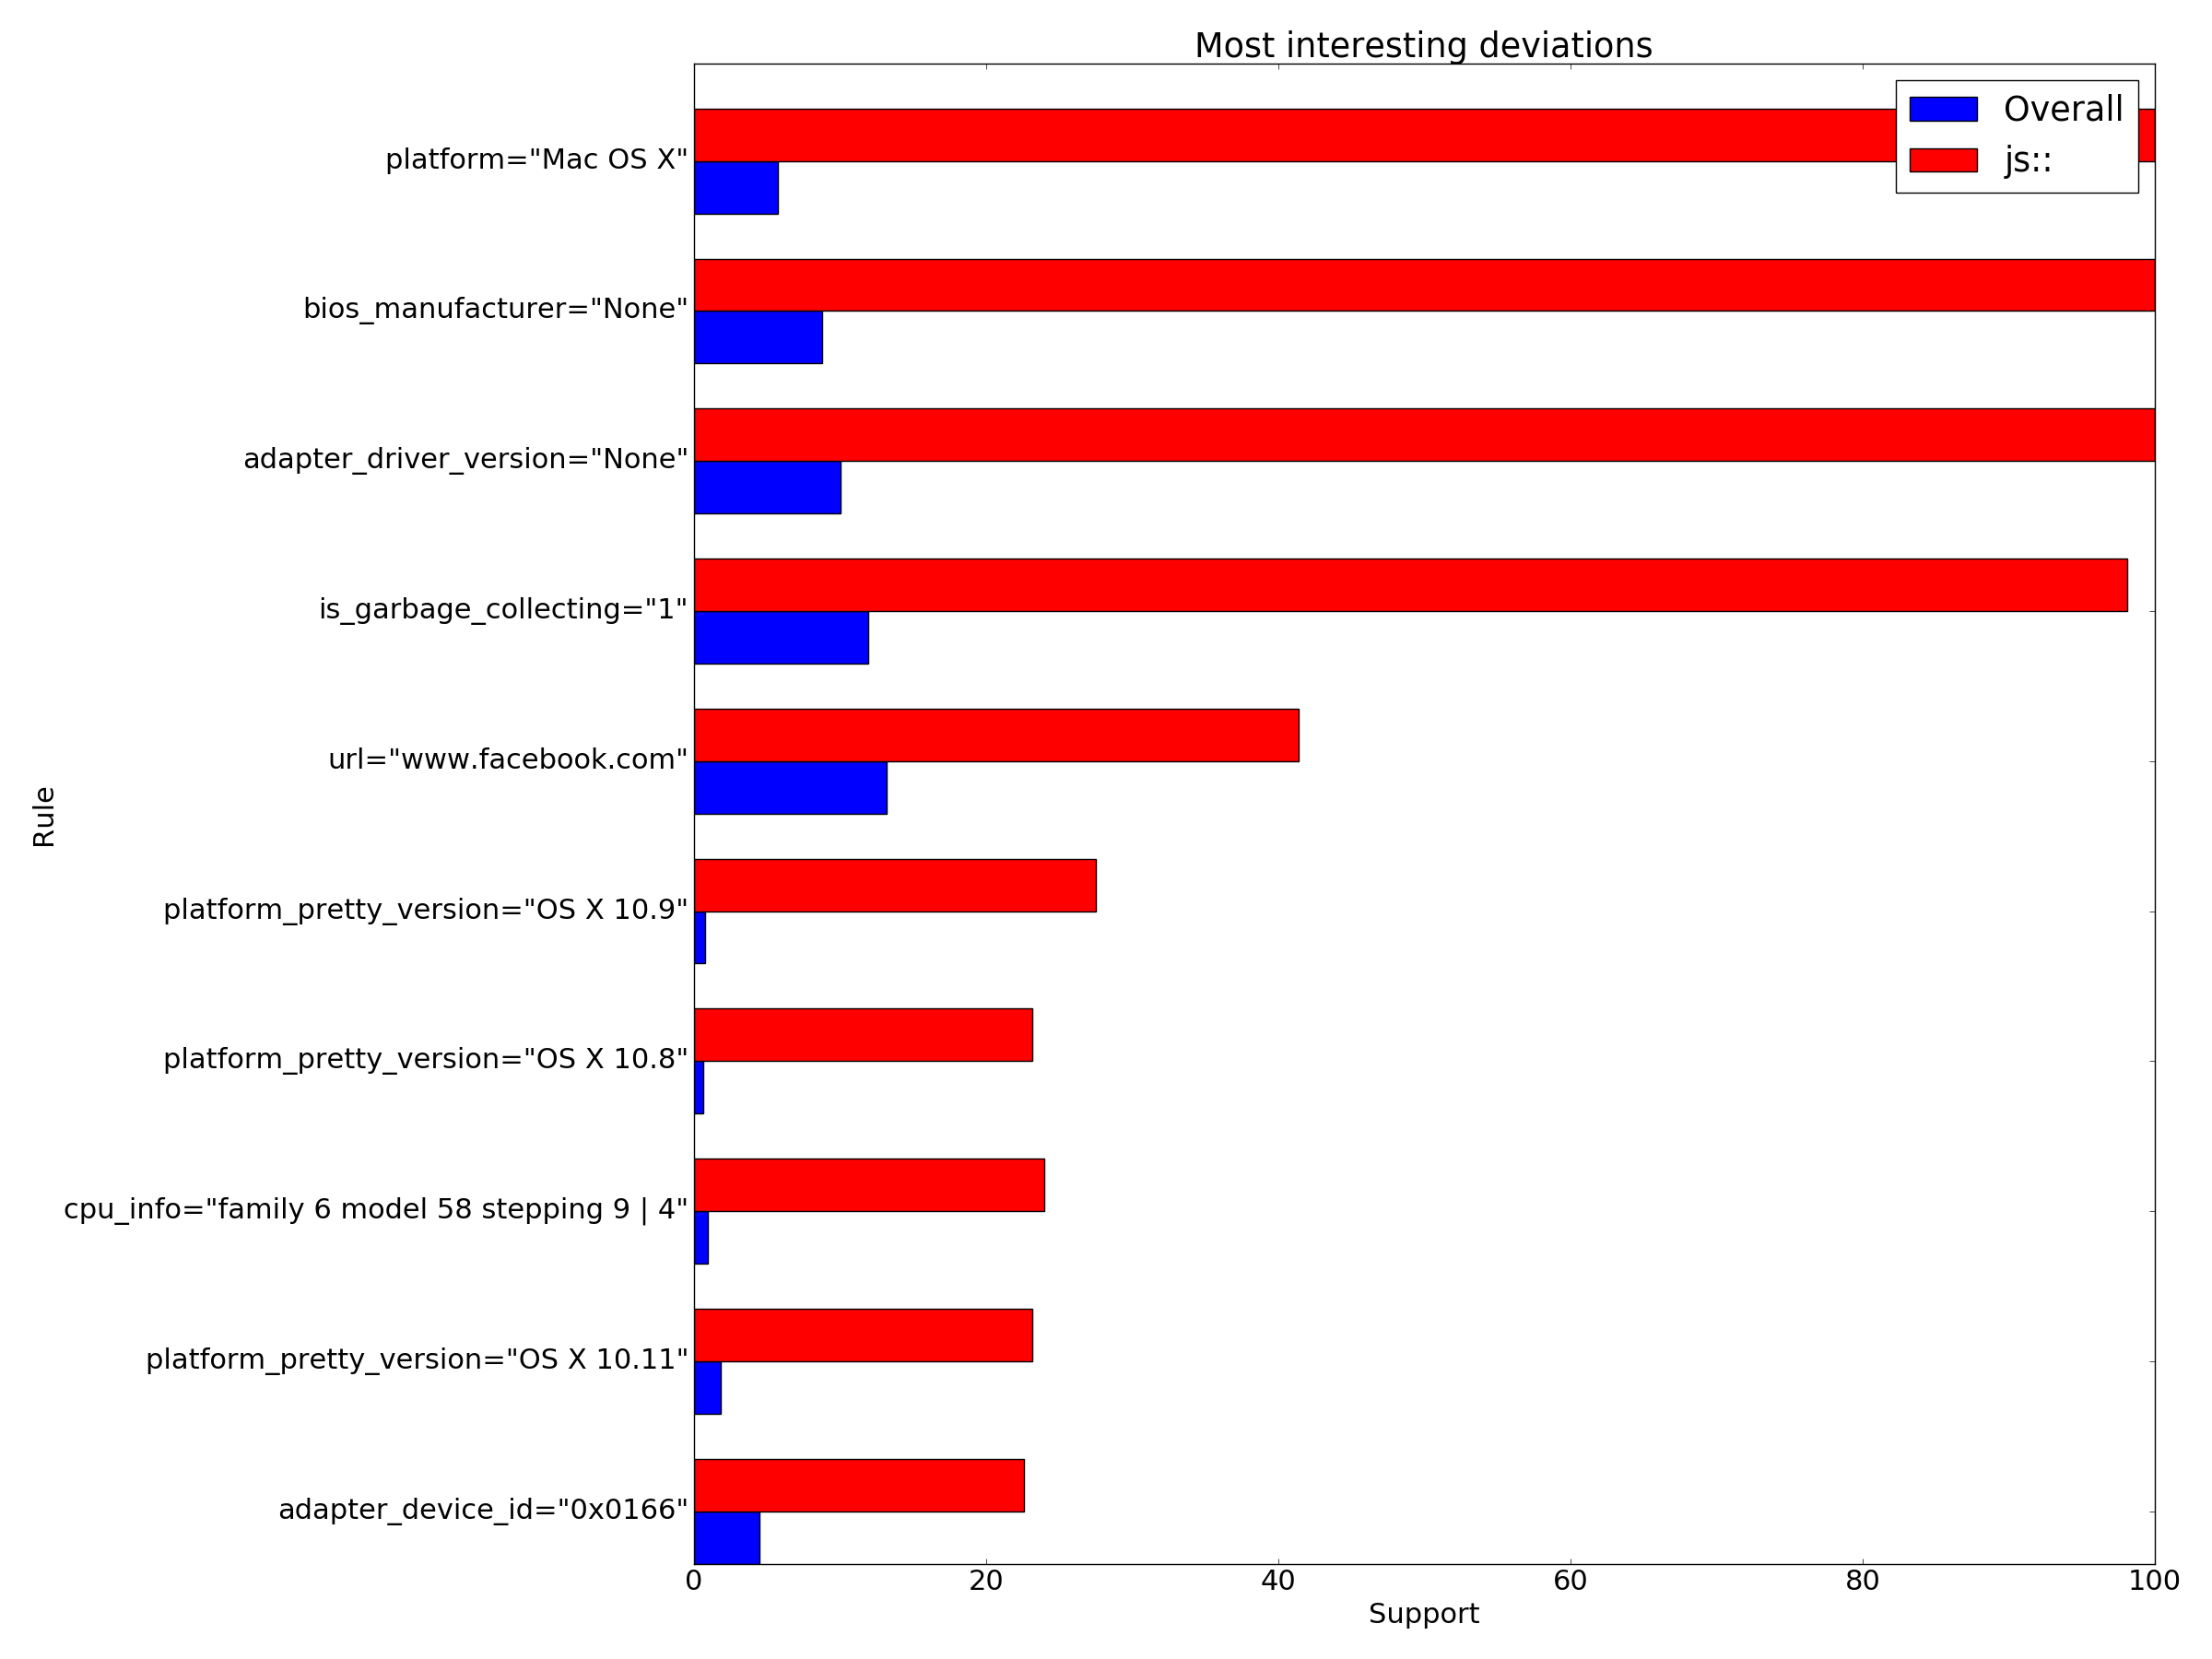 Most interesting deviations
Overall
js::
platform="Mac OS X"
bios_manufacturer="None"
adapter_driver_version="None"
is_garbage_collecting="1"
url="www.facebook.com"
Rule
platform_pretty_version="OS X 10.9"
platform_pretty_version="OS X 10.8"
cpu_info="family 6 model 58 stepping 9 | 4"
platform_pretty_version="OS X 10.11"
adapter_device_id="0x0166"
0 20 40 60 80 100
Support